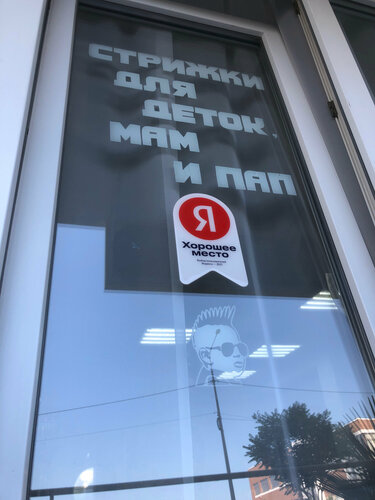 СТРИЖКИ
ДЛЯ
ДЕТОК,
МАМ
И ПАП
Я
Хорошее
место